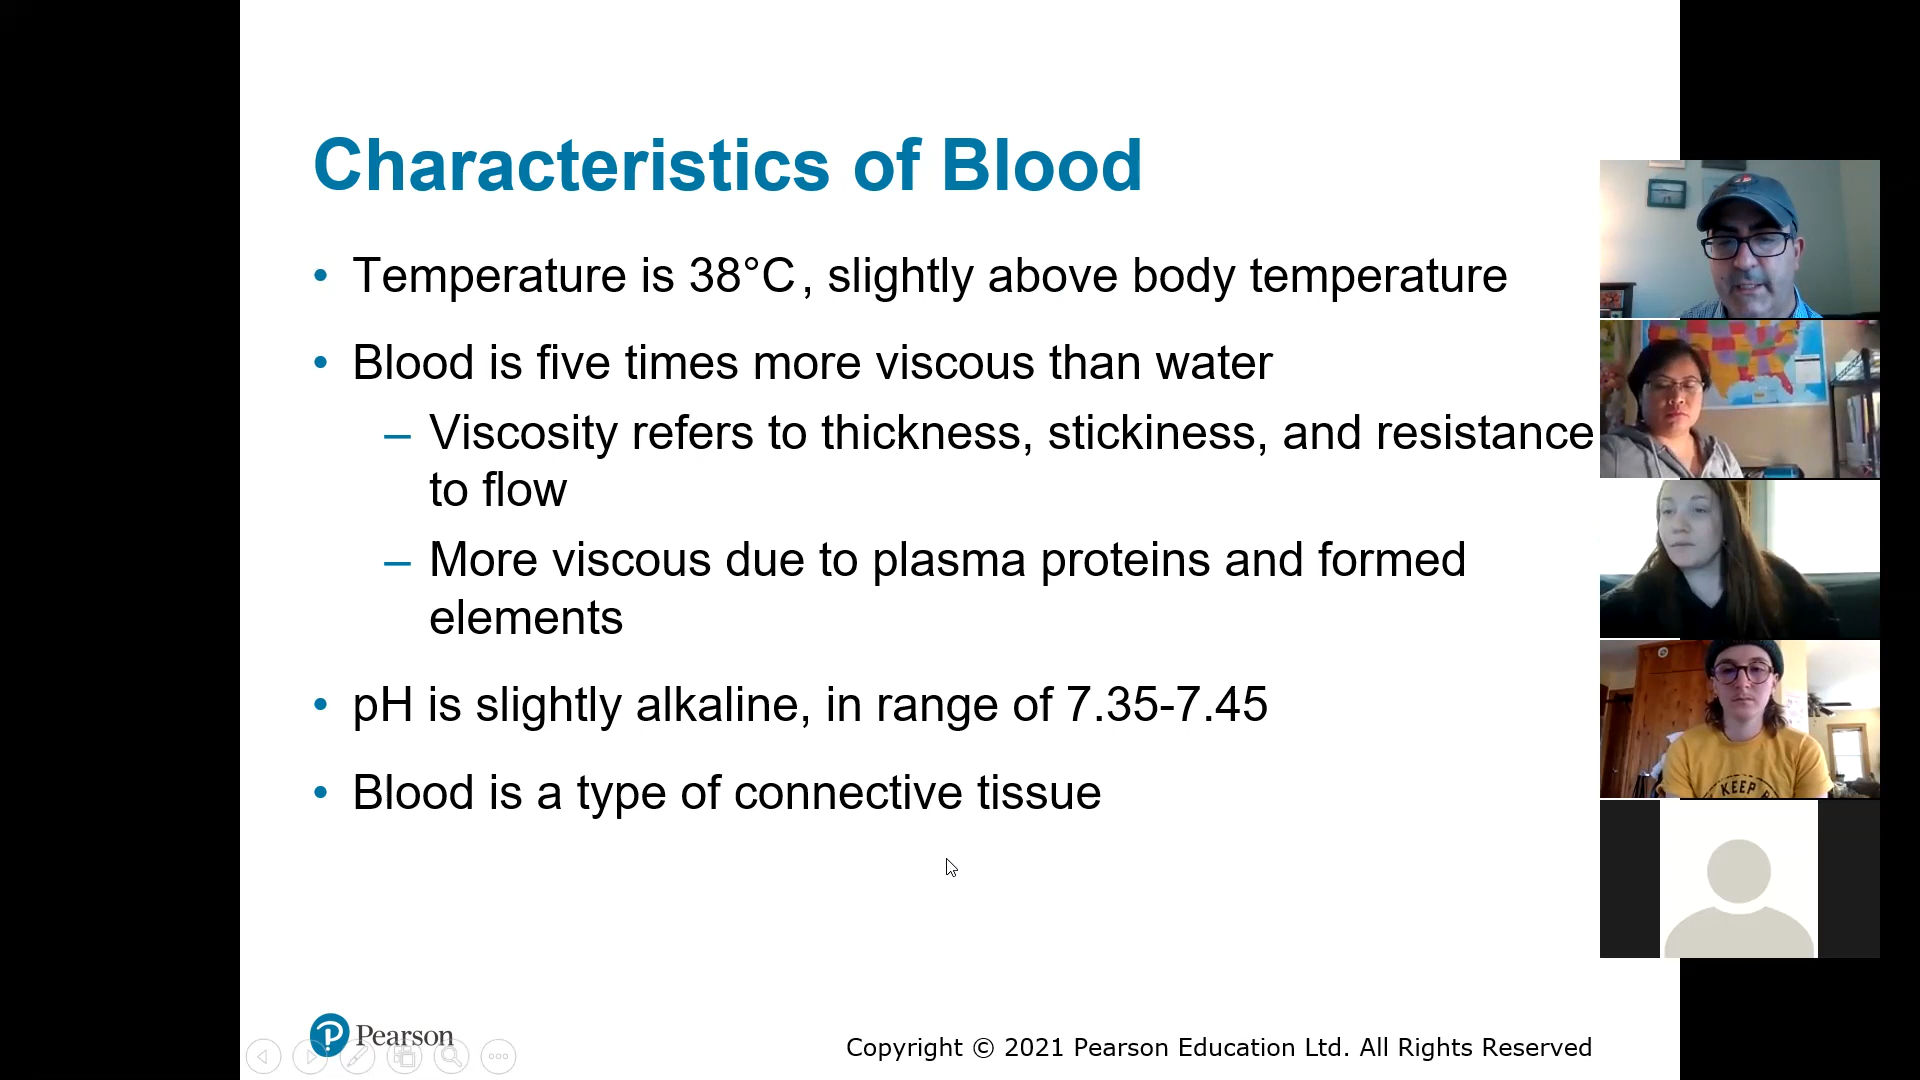 Characteristics of Blood
• Temperature is 38°C, slightly above body temperature
• Blood is five times more viscous than water
– Viscosity refers to thickness, stickiness, and resistance
to flow
– More viscous due to plasma proteins and formed
elements
• pH is slightly alkaline, in range of 7.35-7.45
• Blood is a type of connective tissue
KEEP
Pearson
Copyright © 2021 Pearson Education Ltd. All Rights Reserved